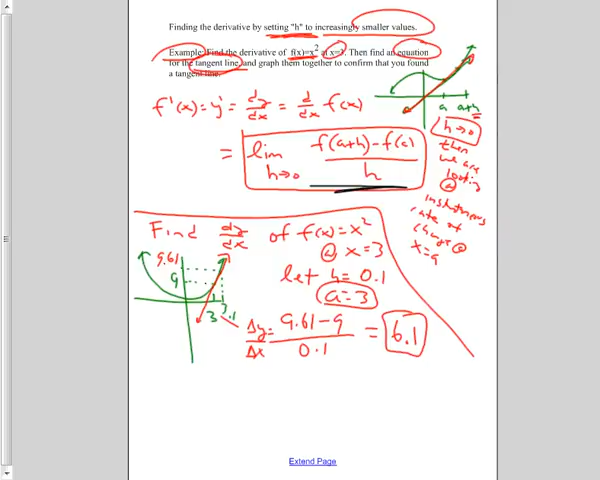 Finding the derivative by setting "h" to increasingly smaller values.
Example: Find the derivative of f(x)=x² at x=3. Then find an equation
for the tangent line, and graph them together to confirm that you found
a tangent line.
f'(x) = y' = dy/dx = d/dx f(x)
= lim h→0 f(a+h)-f(a) / h
a a+h
h→0
then
we are
looking
@
instantaneous
rate of
change @
x=a
Find dy/dx of f(x)=x²
@ x=3
let h=0.1
a=3
9.61
9
3 3.1
Δy/Δx = 9.61-9 / 0.1 = 6.1
Extend Page